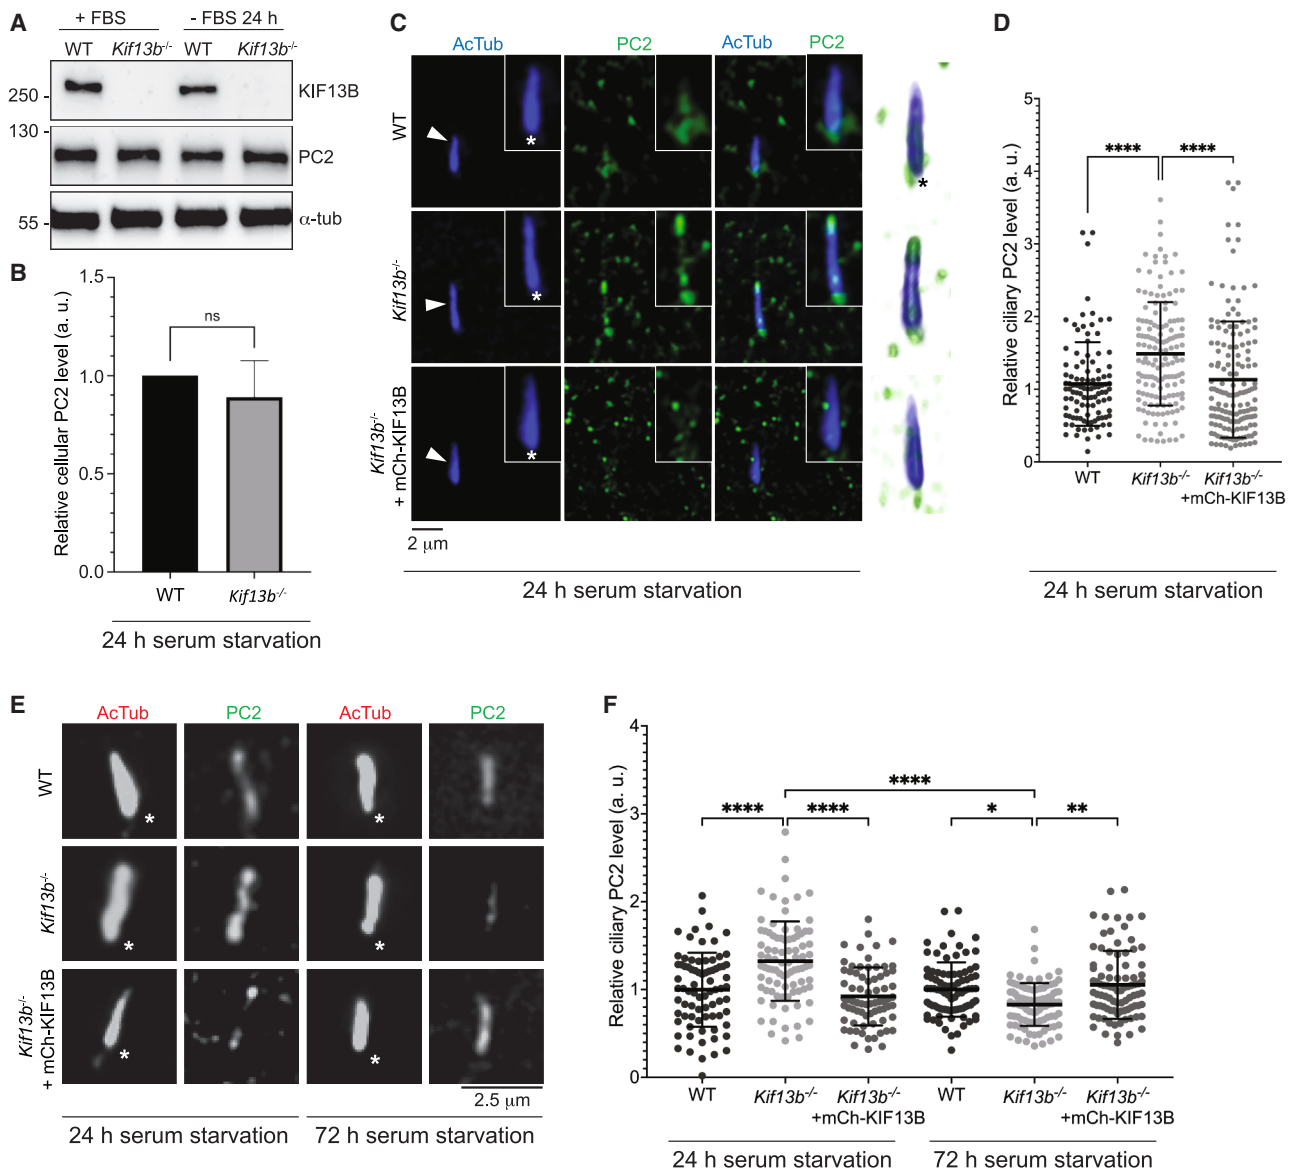 A
+ FBS
- FBS 24 h
WT Kif13b-/- WT Kif13b-/-
250 -
KIF13B
130 -
PC2
55 -
α-tub
B
Relative cellular PC2 level (a. u.)
1.5
1.0
0.5
0.0
ns
WT Kif13b-/-
24 h serum starvation
C
AcTub PC2 AcTub PC2
WT
*
*
Kif13b-/-
*
Kif13b-/-
+ mCh-KIF13B
*
2 μm
24 h serum starvation
D
Relative ciliary PC2 level (a. u.)
5
4
3
2
1
0
**** ****
WT Kif13b-/- Kif13b-/-
+mCh-KIF13B
24 h serum starvation
E
AcTub PC2 AcTub PC2
WT
* *
Kif13b-/-
* *
Kif13b-/-
+ mCh-KIF13B
* *
2.5 μm
24 h serum starvation 72 h serum starvation
F
Relative ciliary PC2 level (a. u.)
4
3
2
1
0
****
**** **** * **
WT Kif13b-/- Kif13b-/- WT Kif13b-/- Kif13b-/-
+mCh-KIF13B +mCh-KIF13B
24 h serum starvation 72 h serum starvation